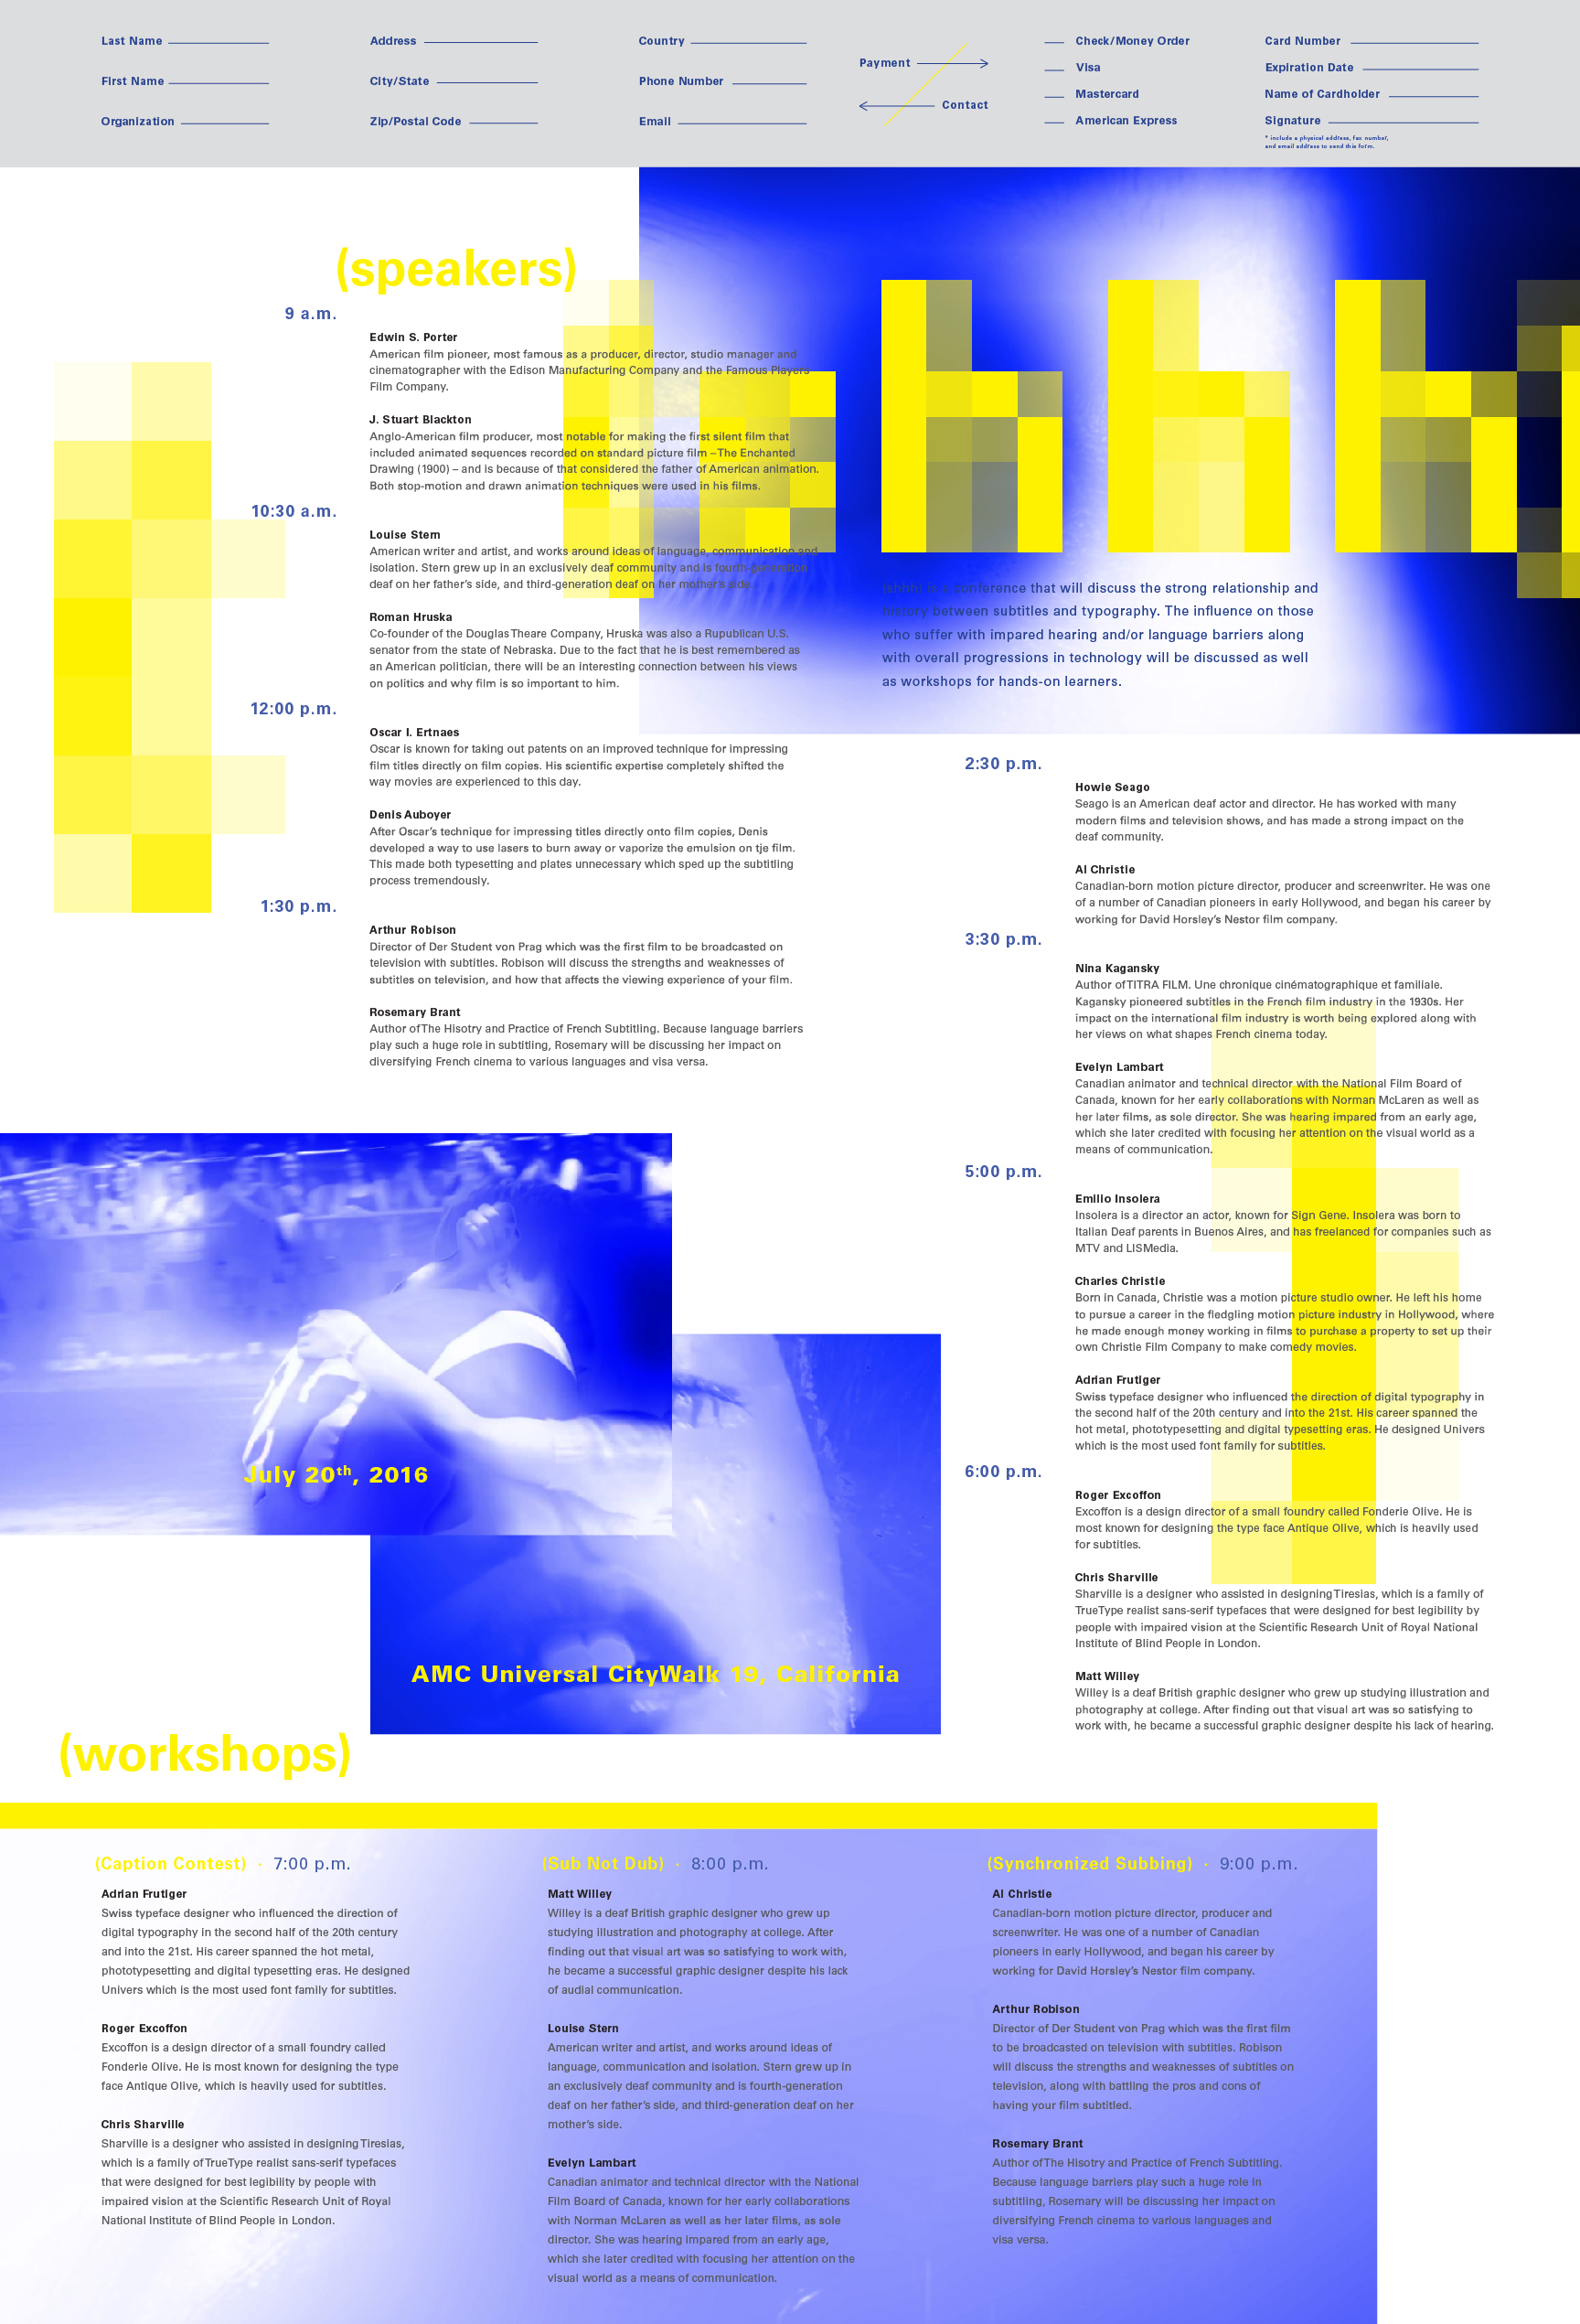 Last Name
First Name
Organization
Address
City/State
Zip/Postal Code
Country
Phone Number
Email
Payment
Contact
Check/Money Order
Visa
Mastercard
American Express
Card Number
Expiration Date
Name of Cardholder
Signature
* include a physical address, fax number,
and email address to send this form.
(speakers)
9 a.m.
Edwin S. Porter
American film pioneer, most famous as a producer, director, studio manager and
cinematographer with the Edison Manufacturing Company and the Famous Players
Film Company.
J. Stuart Blackton
Anglo-American film producer, most notable for making the first silent film that
included animated sequences recorded on standard picture film – The Enchanted
Drawing (1900) – and is because of that considered the father of American animation.
Both stop-motion and drawn animation techniques were used in his films.
10:30 a.m.
Louise Stern
American writer and artist, and works around ideas of language, communication and
isolation. Stern grew up in an exclusively deaf community and is fourth-generation
deaf on her father’s side, and third-generation deaf on her mother’s side.
Roman Hruska
Co-founder of the Douglas Theare Company, Hruska was also a Rupublican U.S.
senator from the state of Nebraska. Due to the fact that he is best remembered as
an American politician, there will be an interesting connection between his views
on politics and why film is so important to him.
12:00 p.m.
Oscar I. Ertnaes
Oscar is known for taking out patents on an improved technique for impressing
film titles directly on film copies. His scientific expertise completely shifted the
way movies are experienced to this day.
Denis Auboyer
After Oscar’s technique for impressing titles directly onto film copies, Denis
developed a way to use lasers to burn away or vaporize the emulsion on tje film.
This made both typesetting and plates unnecessary which sped up the subtitling
process tremendously.
1:30 p.m.
Arthur Robison
Director of Der Student von Prag which was the first film to be broadcasted on
television with subtitles. Robison will discuss the strengths and weaknesses of
subtitles on television, and how that affects the viewing experience of your film.
Rosemary Brant
Author of The Hisotry and Practice of French Subtitling. Because language barriers
play such a huge role in subtitling, Rosemary will be discussing her impact on
diversifying French cinema to various languages and visa versa.
(shhh) is a conference that will discuss the strong relationship and
history between subtitles and typography. The influence on those
who suffer with impared hearing and/or language barriers along
with overall progressions in technology will be discussed as well
as workshops for hands-on learners.
2:30 p.m.
Howie Seago
Seago is an American deaf actor and director. He has worked with many
modern films and television shows, and has made a strong impact on the
deaf community.
Al Christie
Canadian-born motion picture director, producer and screenwriter. He was one
of a number of Canadian pioneers in early Hollywood, and began his career by
working for David Horsley’s Nestor film company.
3:30 p.m.
Nina Kagansky
Author of TITRA FILM. Une chronique cinématographique et familiale.
Kagansky pioneered subtitles in the French film industry in the 1930s. Her
impact on the international film industry is worth being explored along with
her views on what shapes French cinema today.
Evelyn Lambart
Canadian animator and technical director with the National Film Board of
Canada, known for her early collaborations with Norman McLaren as well as
her later films, as sole director. She was hearing impared from an early age,
which she later credited with focusing her attention on the visual world as a
means of communication.
5:00 p.m.
Emilio Insolera
Insolera is a director an actor, known for Sign Gene. Insolera was born to
Italian Deaf parents in Buenos Aires, and has freelanced for companies such as
MTV and LISMedia.
Charles Christie
Born in Canada, Christie was a motion picture studio owner. He left his home
to pursue a career in the fledgling motion picture industry in Hollywood, where
he made enough money working in films to purchase a property to set up their
own Christie Film Company to make comedy movies.
Adrian Frutiger
Swiss typeface designer who influenced the direction of digital typography in
the second half of the 20th century and into the 21st. His career spanned the
hot metal, phototypesetting and digital typesetting eras. He designed Univers
which is the most used font family for subtitles.
6:00 p.m.
Roger Excoffon
Excoffon is a design director of a small foundry called Fonderie Olive. He is
most known for designing the type face Antique Olive, which is heavily used
for subtitles.
Chris Sharville
Sharville is a designer who assisted in designing Tiresias, which is a family of
TrueType realist sans-serif typefaces that were designed for best legibility by
people with impaired vision at the Scientific Research Unit of Royal National
Institute of Blind People in London.
Matt Willey
Willey is a deaf British graphic designer who grew up studying illustration and
photography at college. After finding out that visual art was so satisfying to
work with, he became a successful graphic designer despite his lack of hearing.
July 20th, 2016
AMC Universal CityWalk 19, California
(workshops)
(Caption Contest) · 7:00 p.m.
Adrian Frutiger
Swiss typeface designer who influenced the direction of
digital typography in the second half of the 20th century
and into the 21st. His career spanned the hot metal,
phototypesetting and digital typesetting eras. He designed
Univers which is the most used font family for subtitles.
Roger Excoffon
Excoffon is a design director of a small foundry called
Fonderie Olive. He is most known for designing the type
face Antique Olive, which is heavily used for subtitles.
Chris Sharville
Sharville is a designer who assisted in designing Tiresias,
which is a family of TrueType realist sans-serif typefaces
that were designed for best legibility by people with
impaired vision at the Scientific Research Unit of Royal
National Institute of Blind People in London.
(Sub Not Dub) · 8:00 p.m.
Matt Willey
Willey is a deaf British graphic designer who grew up
studying illustration and photography at college. After
finding out that visual art was so satisfying to work with,
he became a successful graphic designer despite his lack
of audial communication.
Louise Stern
American writer and artist, and works around ideas of
language, communication and isolation. Stern grew up in
an exclusively deaf community and is fourth-generation
deaf on her father’s side, and third-generation deaf on her
mother’s side.
Evelyn Lambart
Canadian animator and technical director with the National
Film Board of Canada, known for her early collaborations
with Norman McLaren as well as her later films, as sole
director. She was hearing impared from an early age,
which she later credited with focusing her attention on the
visual world as a means of communication.
(Synchronized Subbing) · 9:00 p.m.
Al Christie
Canadian-born motion picture director, producer and
screenwriter. He was one of a number of Canadian
pioneers in early Hollywood, and began his career by
working for David Horsley’s Nestor film company.
Arthur Robison
Director of Der Student von Prag which was the first film
to be broadcasted on television with subtitles. Robison
will discuss the strengths and weaknesses of subtitles on
television, along with battling the pros and cons of
having your film subtitled.
Rosemary Brant
Author of The Hisotry and Practice of French Subtitling.
Because language barriers play such a huge role in
subtitling, Rosemary will be discussing her impact on
diversifying French cinema to various languages and
visa versa.